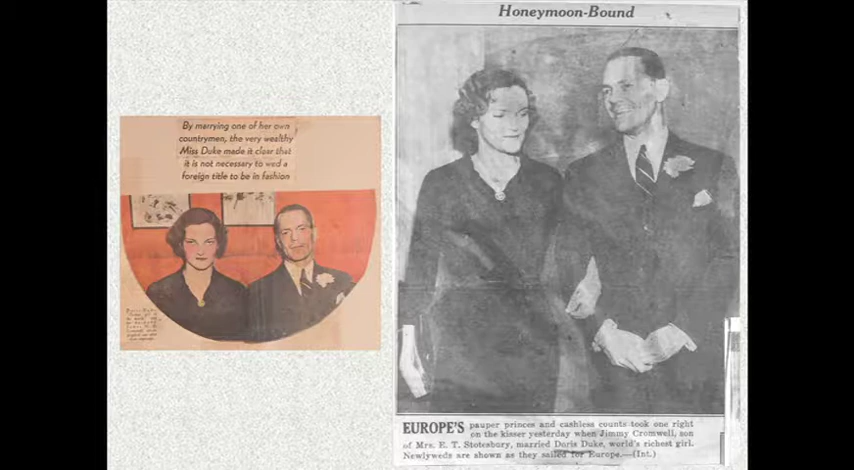 By marrying one of her own
countrymen, the very wealthy
Miss Duke made it clear that
it is not necessary to wed a
foreign title to be in fashion
Honeymoon-Bound
EUROPE'S pauper princes and cashless counts took one right
on the kisser yesterday when Jimmy Cromwell, son
of Mrs. E. T. Stotesbury, married Doris Duke, world's richest girl.
Newlyweds are shown as they sailed for Europe.—(Int.)